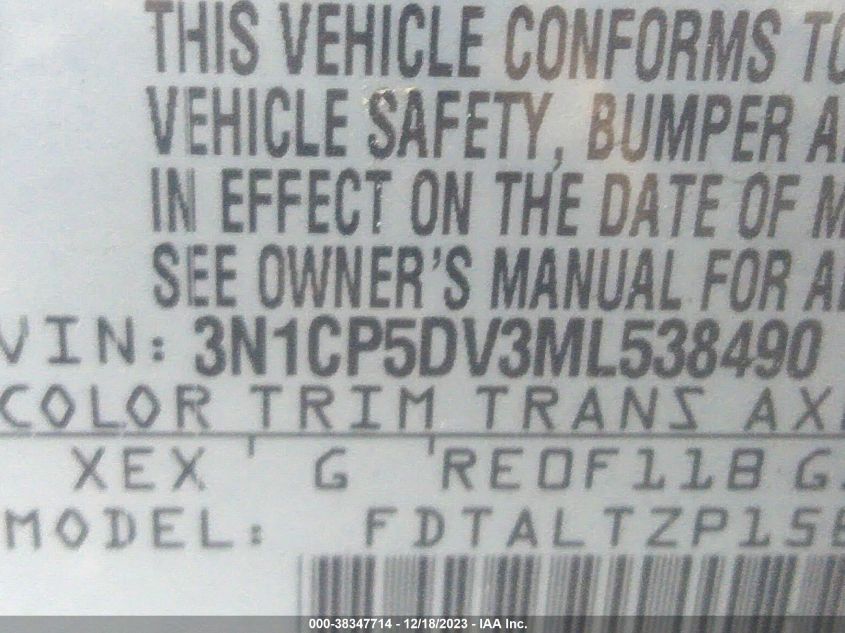 THIS VEHICLE CONFORMS TO
VEHICLE SAFETY, BUMPER
IN EFFECT ON THE DATE OF
SEE OWNER'S MANUAL FOR
VIN: 3N1CP5DV3ML538490
COLOR TRIM TRANS AX
XEX G RE0F11B G
MODEL: FDTALTZP1SE
000-38347714 - 12/18/2023 - IAA Inc.